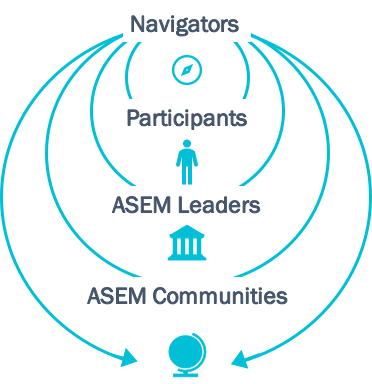 Navigators
Participants
ASEM Leaders
ASEM Communities